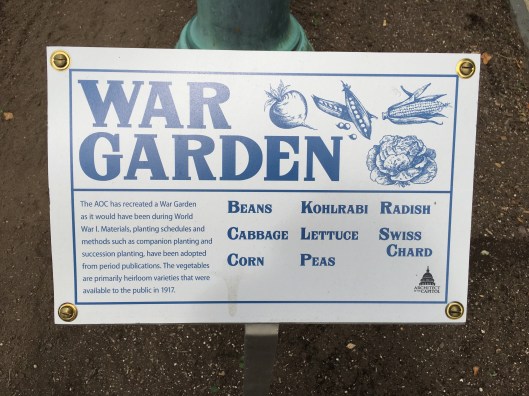 WAR
GARDEN
The AOC has recreated a War Garden
as it would have been during World
War I. Materials, planting schedules and
methods such as companion planting and
succession planting, have been adopted
from period publications. The vegetables
are primarily heirloom varieties that were
available to the public in 1917.
BEANS KOHLRABI RADISH
CABBAGE LETTUCE SWISS
CHARD
CORN PEAS
ARCHITECT
OF THE CAPITOL